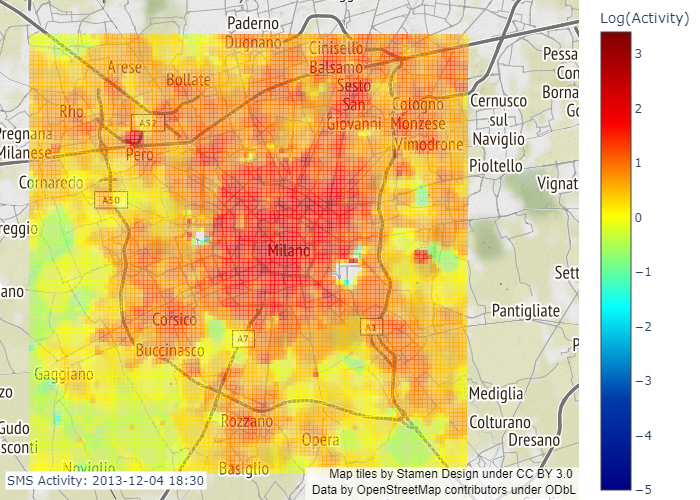 Log(Activity)
3
2
1
0
−1
−2
−3
−4
−5
Paderno
Dugnano
Cinisello
Balsamo
Arese
Bollate
Sesto
San
Giovanni
Rho
A52
Pero
Cologno
Monzese
Vimodrone
Cernusco
sul
Naviglio
Pioltello
Pessa
Con
Borna
Go
Vignat
Pregnana
Milanese
Cornaredo
A50
reggio
Milano
Sett
ano
Pantigliate
Corsico
A7
A1
Buccinasco
Gaggiano
P
zo
Mediglia
Gudo
sconti
Rozzano
Opera
Colturano
Dresano
Noviglio
Basiglio
SMS Activity: 2013-12-04 18:30
Map tiles by Stamen Design under CC BY 3.0
Data by OpenStreetMap contributors under ODbL